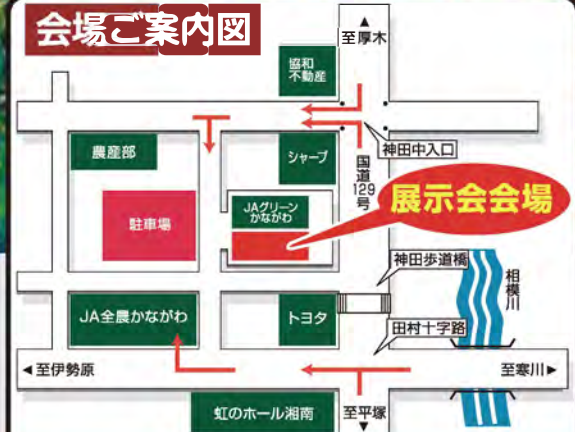 会場ご案内図
▲
至厚木
協和
不動産
農産部
シャープ
神田中入口
国道129号
駐車場
JAグリーン
かながわ
展示会会場
神田歩道橋
相模川
JA全農かながわ
トヨタ
田村十字路
◀至伊勢原
至寒川▶
虹のホール湘南
至平塚
▼